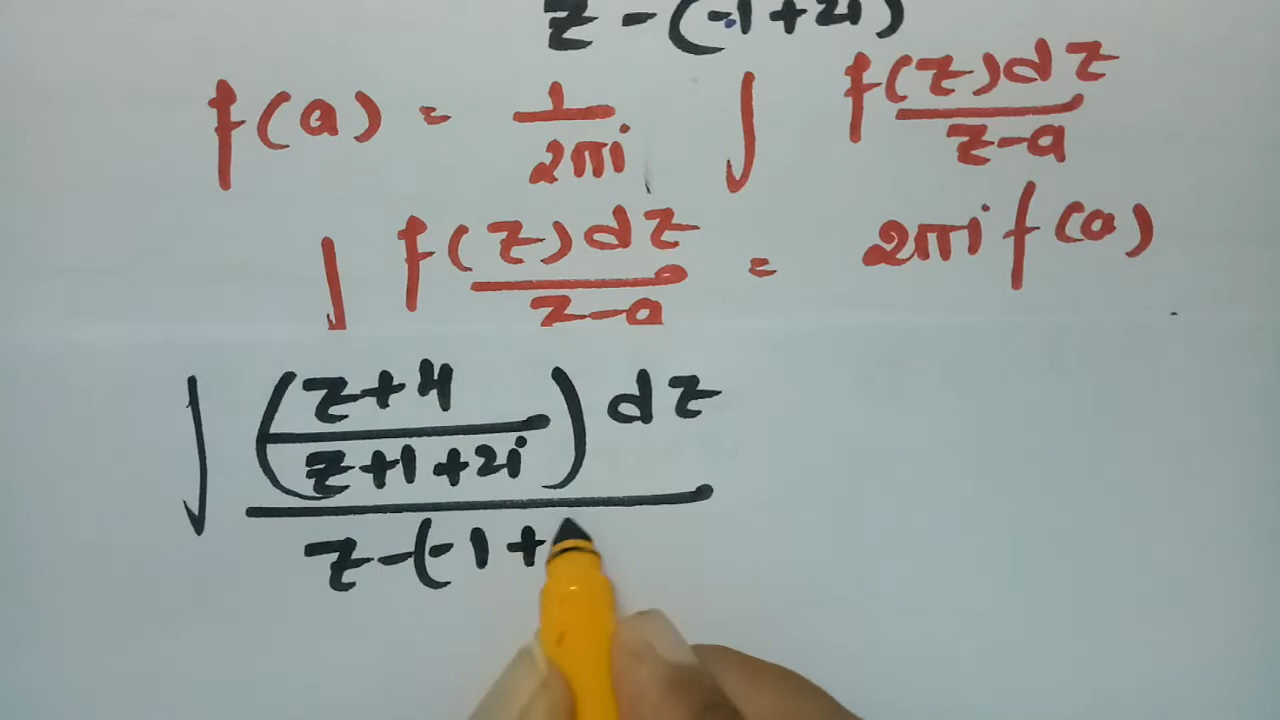 z - (-1+2i)
f(a) = 1/2πi ∫ f(z)dz/z-a
∫ f(z)dz/z-a = 2πi f(a)
∫ (z+4/z+1+2i) dz
z-(-1+